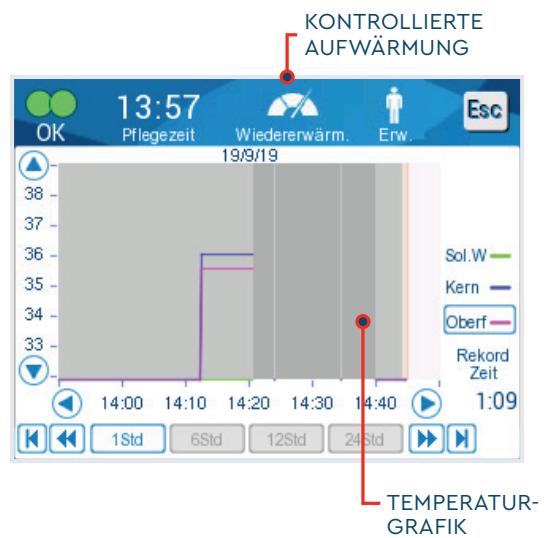 KONTROLLIERTE
AUFWÄRMUNG
OK
13:57
Pflegezeit
Wiedererwärm.
Erw.
Esc
19/9/19
38
37
36
35
34
33
Sol.W
Kern
Oberf
Rekord
Zeit
1:09
14:00 14:10 14:20 14:30 14:40
1Std 6Std 12Std 24Std
TEMPERATUR-
GRAFIK